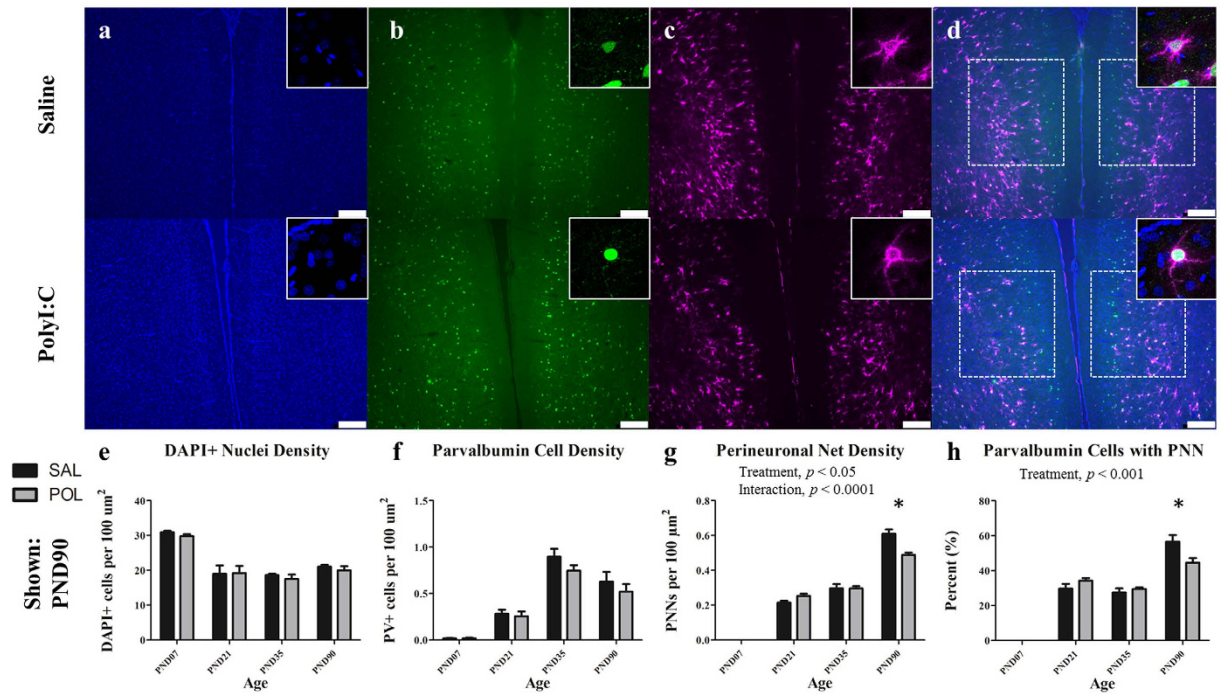 a
b
c
d
Saline
PolyI:C
SAL
POL
Shown:
PND90
e
DAPI+ Nuclei Density
DAPI+ cells per 100 um²
40
30
20
10
0
PND07
PND21
PND35
PND90
Age
f
Parvalbumin Cell Density
PV+ cells per 100 um²
1.5
1.0
0.5
0.0
PND07
PND21
PND35
PND90
Age
g
Perineuronal Net Density
Treatment, p < 0.05
Interaction, p < 0.0001
*
PNNs per 100 µm²
0.8
0.6
0.4
0.2
0.0
PND07
PND21
PND35
PND90
Age
h
Parvalbumin Cells with PNN
Treatment, p < 0.001
*
Percent (%)
80
60
40
20
0
PND07
PND21
PND35
PND90
Age